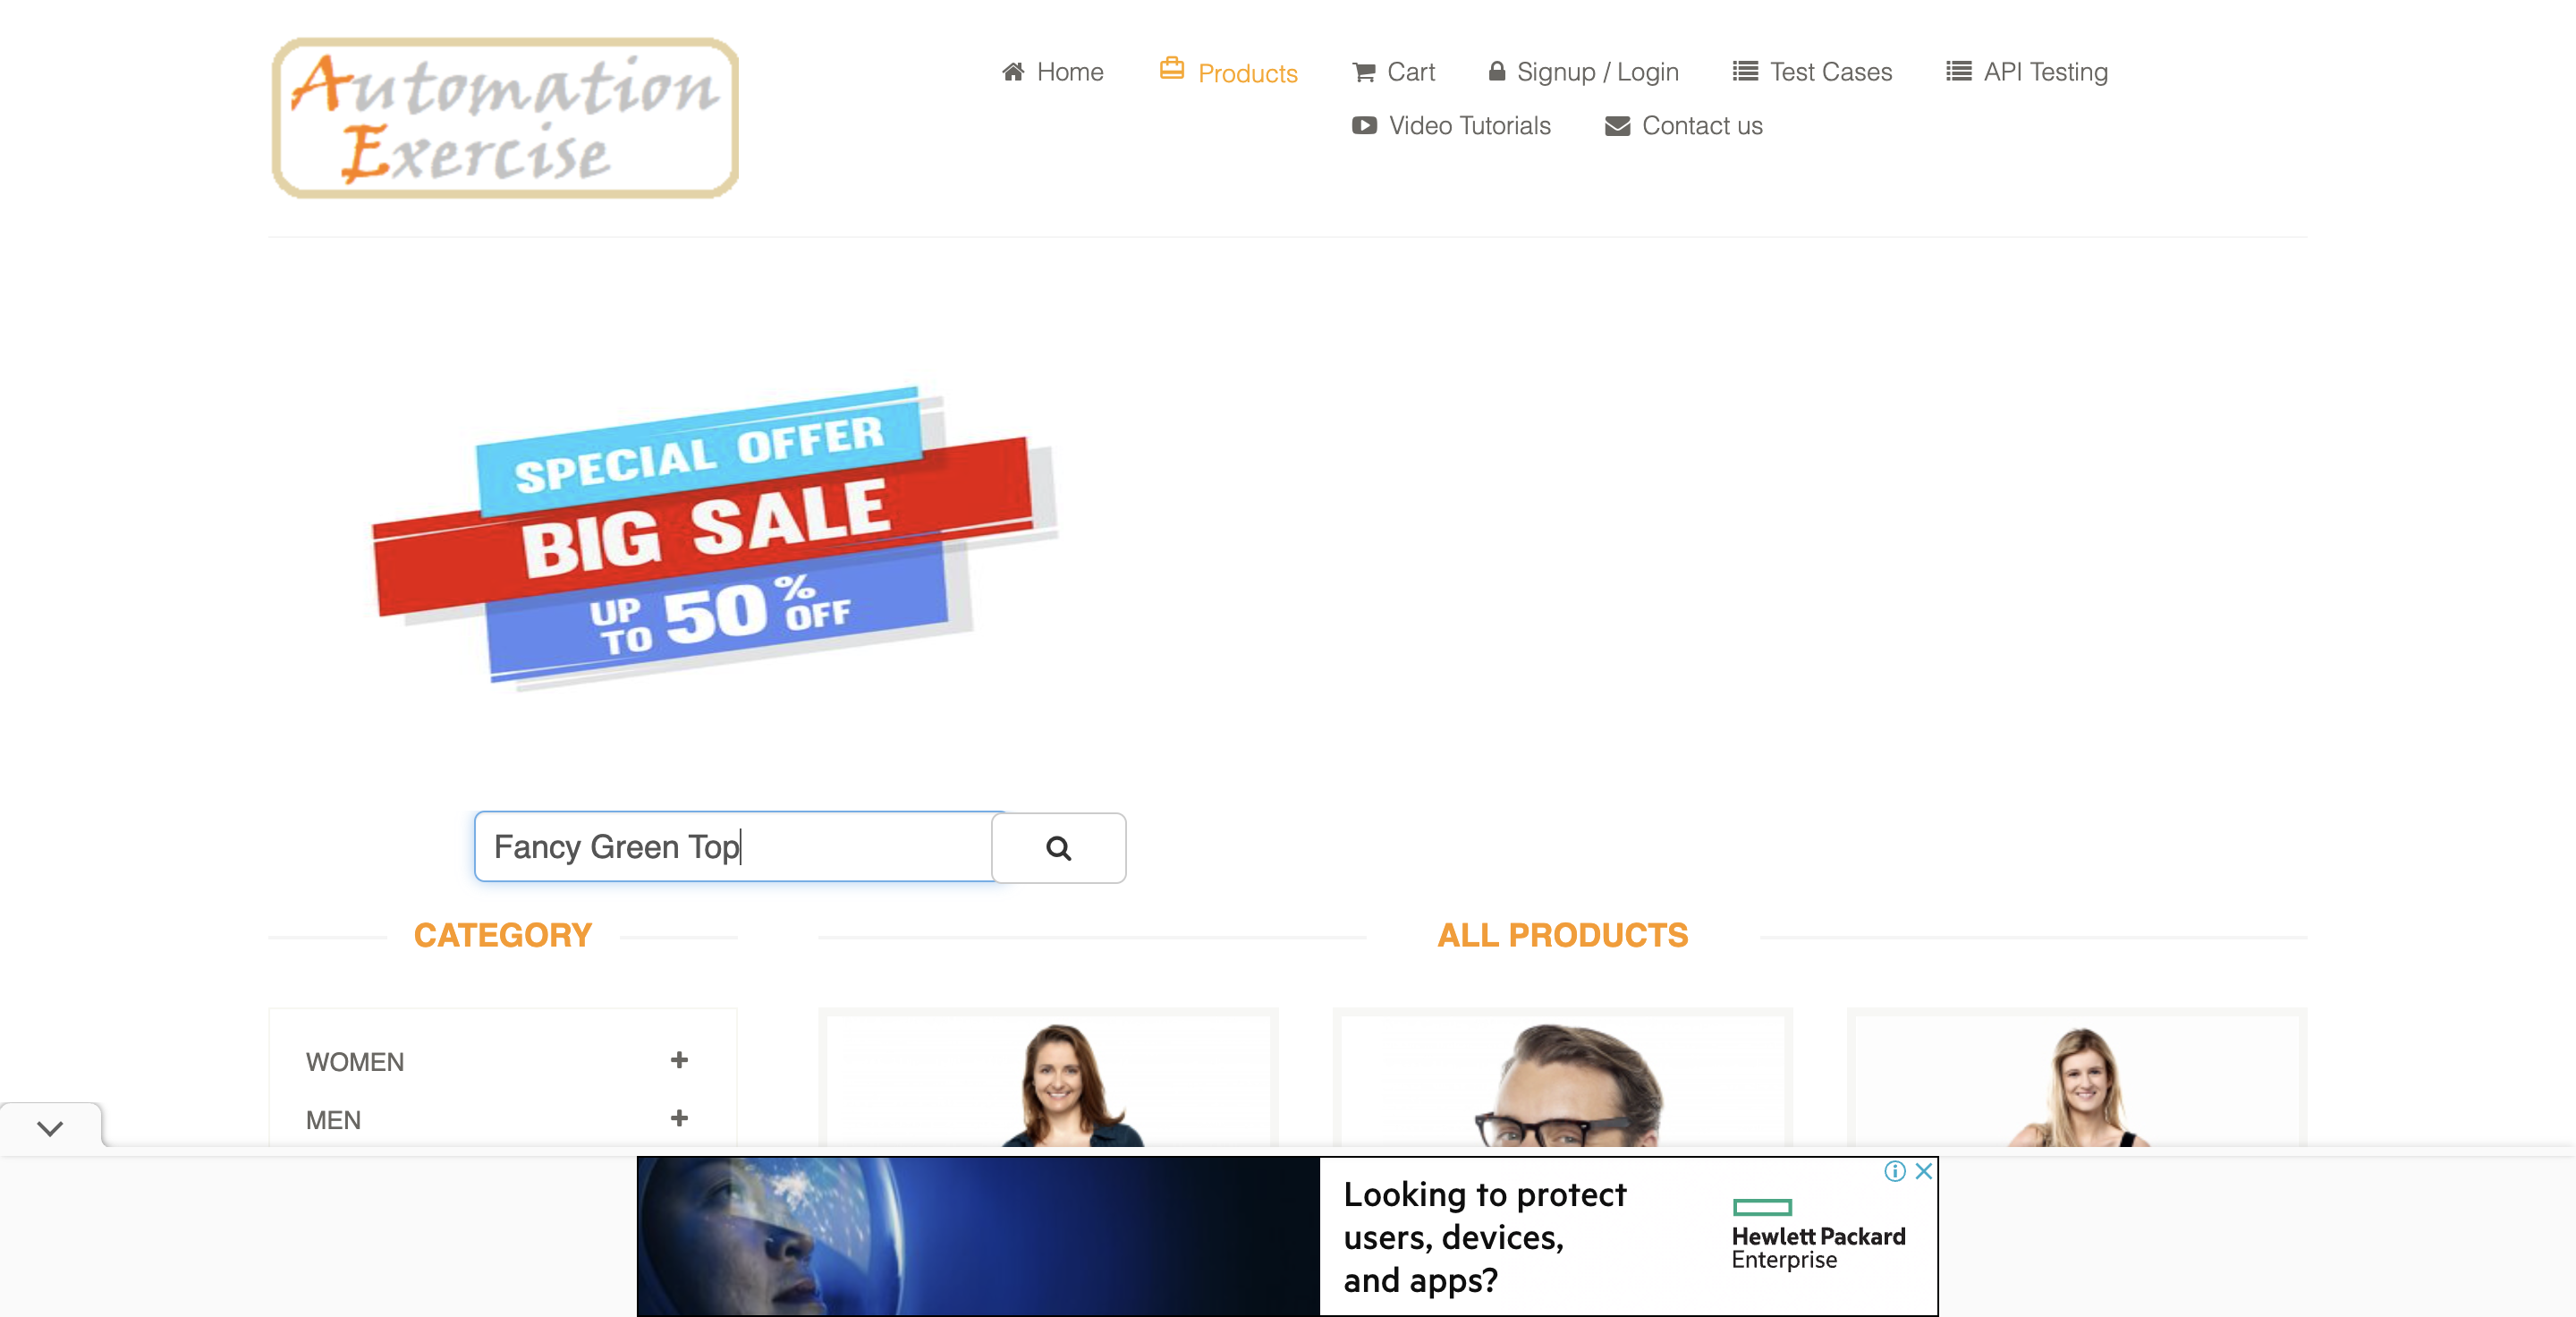 Automation
Exercise
Home
Products
Cart
Signup / Login
Test Cases
API Testing
Video Tutorials
Contact us
SPECIAL OFFER
BIG SALE
UP TO 50% OFF
Fancy Green Top
CATEGORY
ALL PRODUCTS
WOMEN
MEN
Looking to protect
users, devices,
and apps?
Hewlett Packard
Enterprise